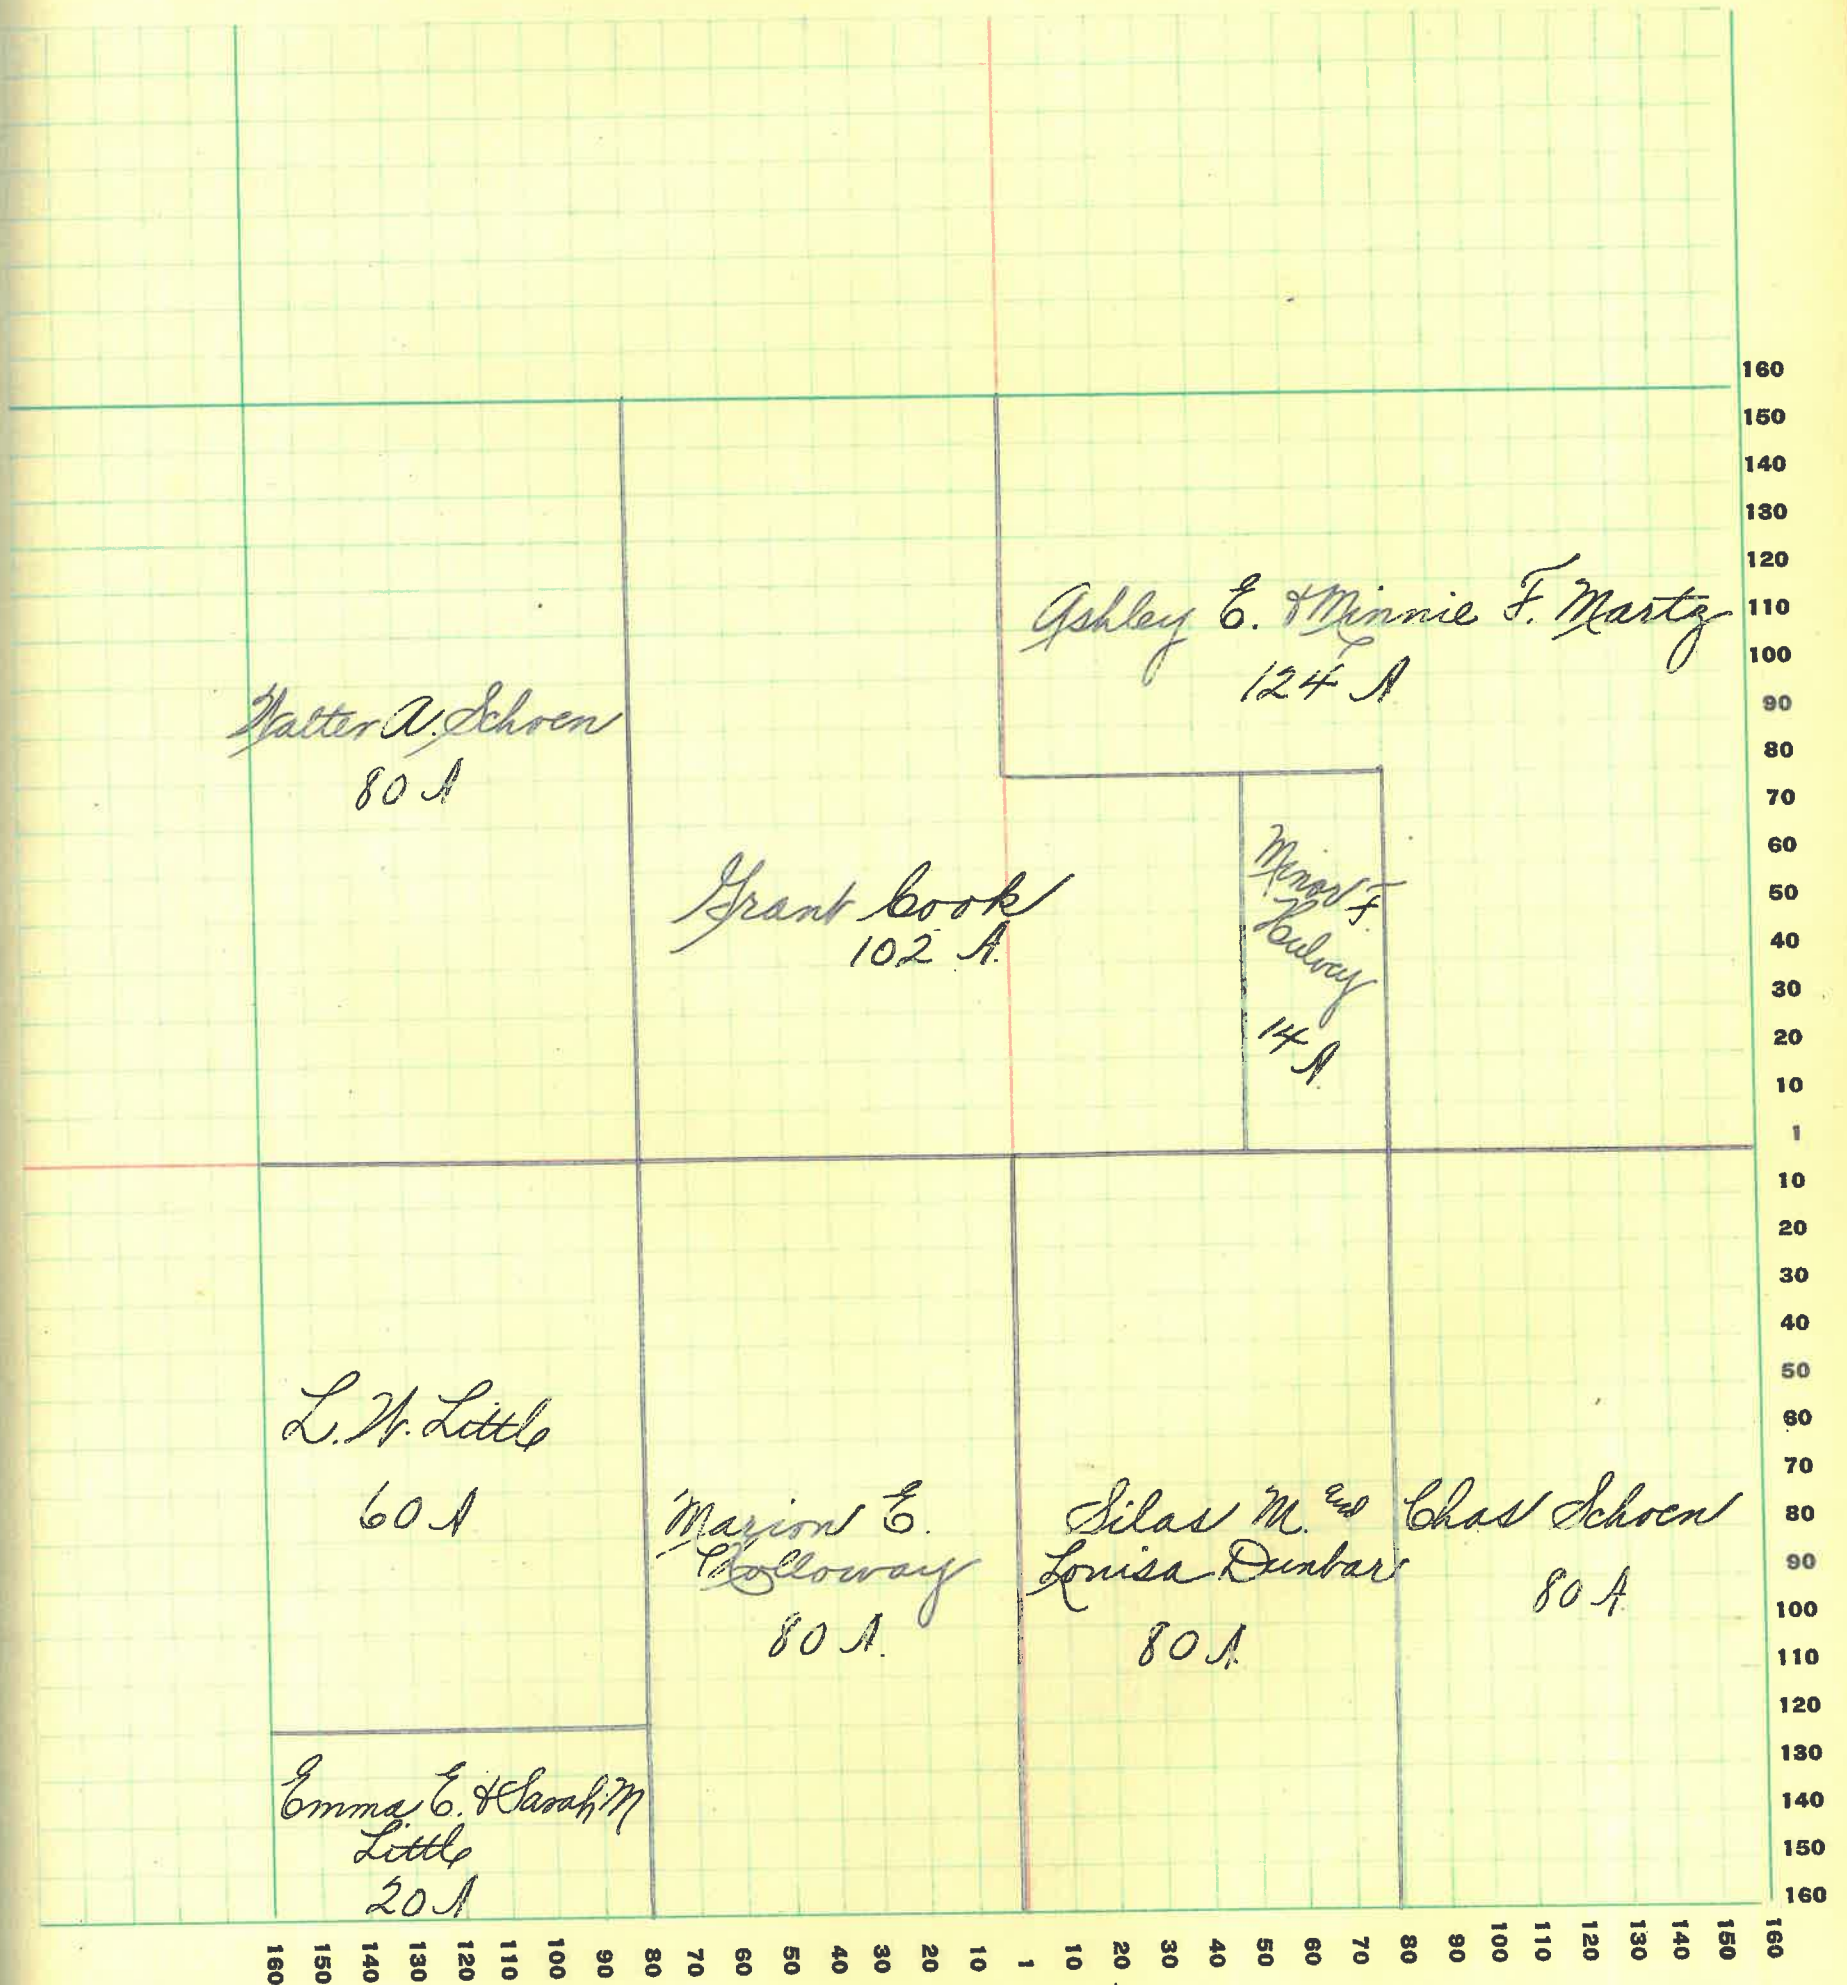 Ashley E. & Minnie F. Martz
124 A
Walter A. Schoen
80 A
Grant Cook
102 A.
Minor F.
14 A.
L. W. Little
60 A
Marion E.
Holloway
80 A.
Silas M. and
Louisa Dunbar
80 A.
Chas Schoen
80 A.
Emma E. & Sarah M
Little
20 A
160
150
140
130
120
110
100
90
80
70
60
50
40
30
20
10
1
10
20
30
40
50
60
70
80
90
100
110
120
130
140
150
160
160 150 140 130 120 110 100 90 80 70 60 50 40 30 20 10 1 10 20 30 40 50 60 70 80 90 100 110 120 130 140 150 160